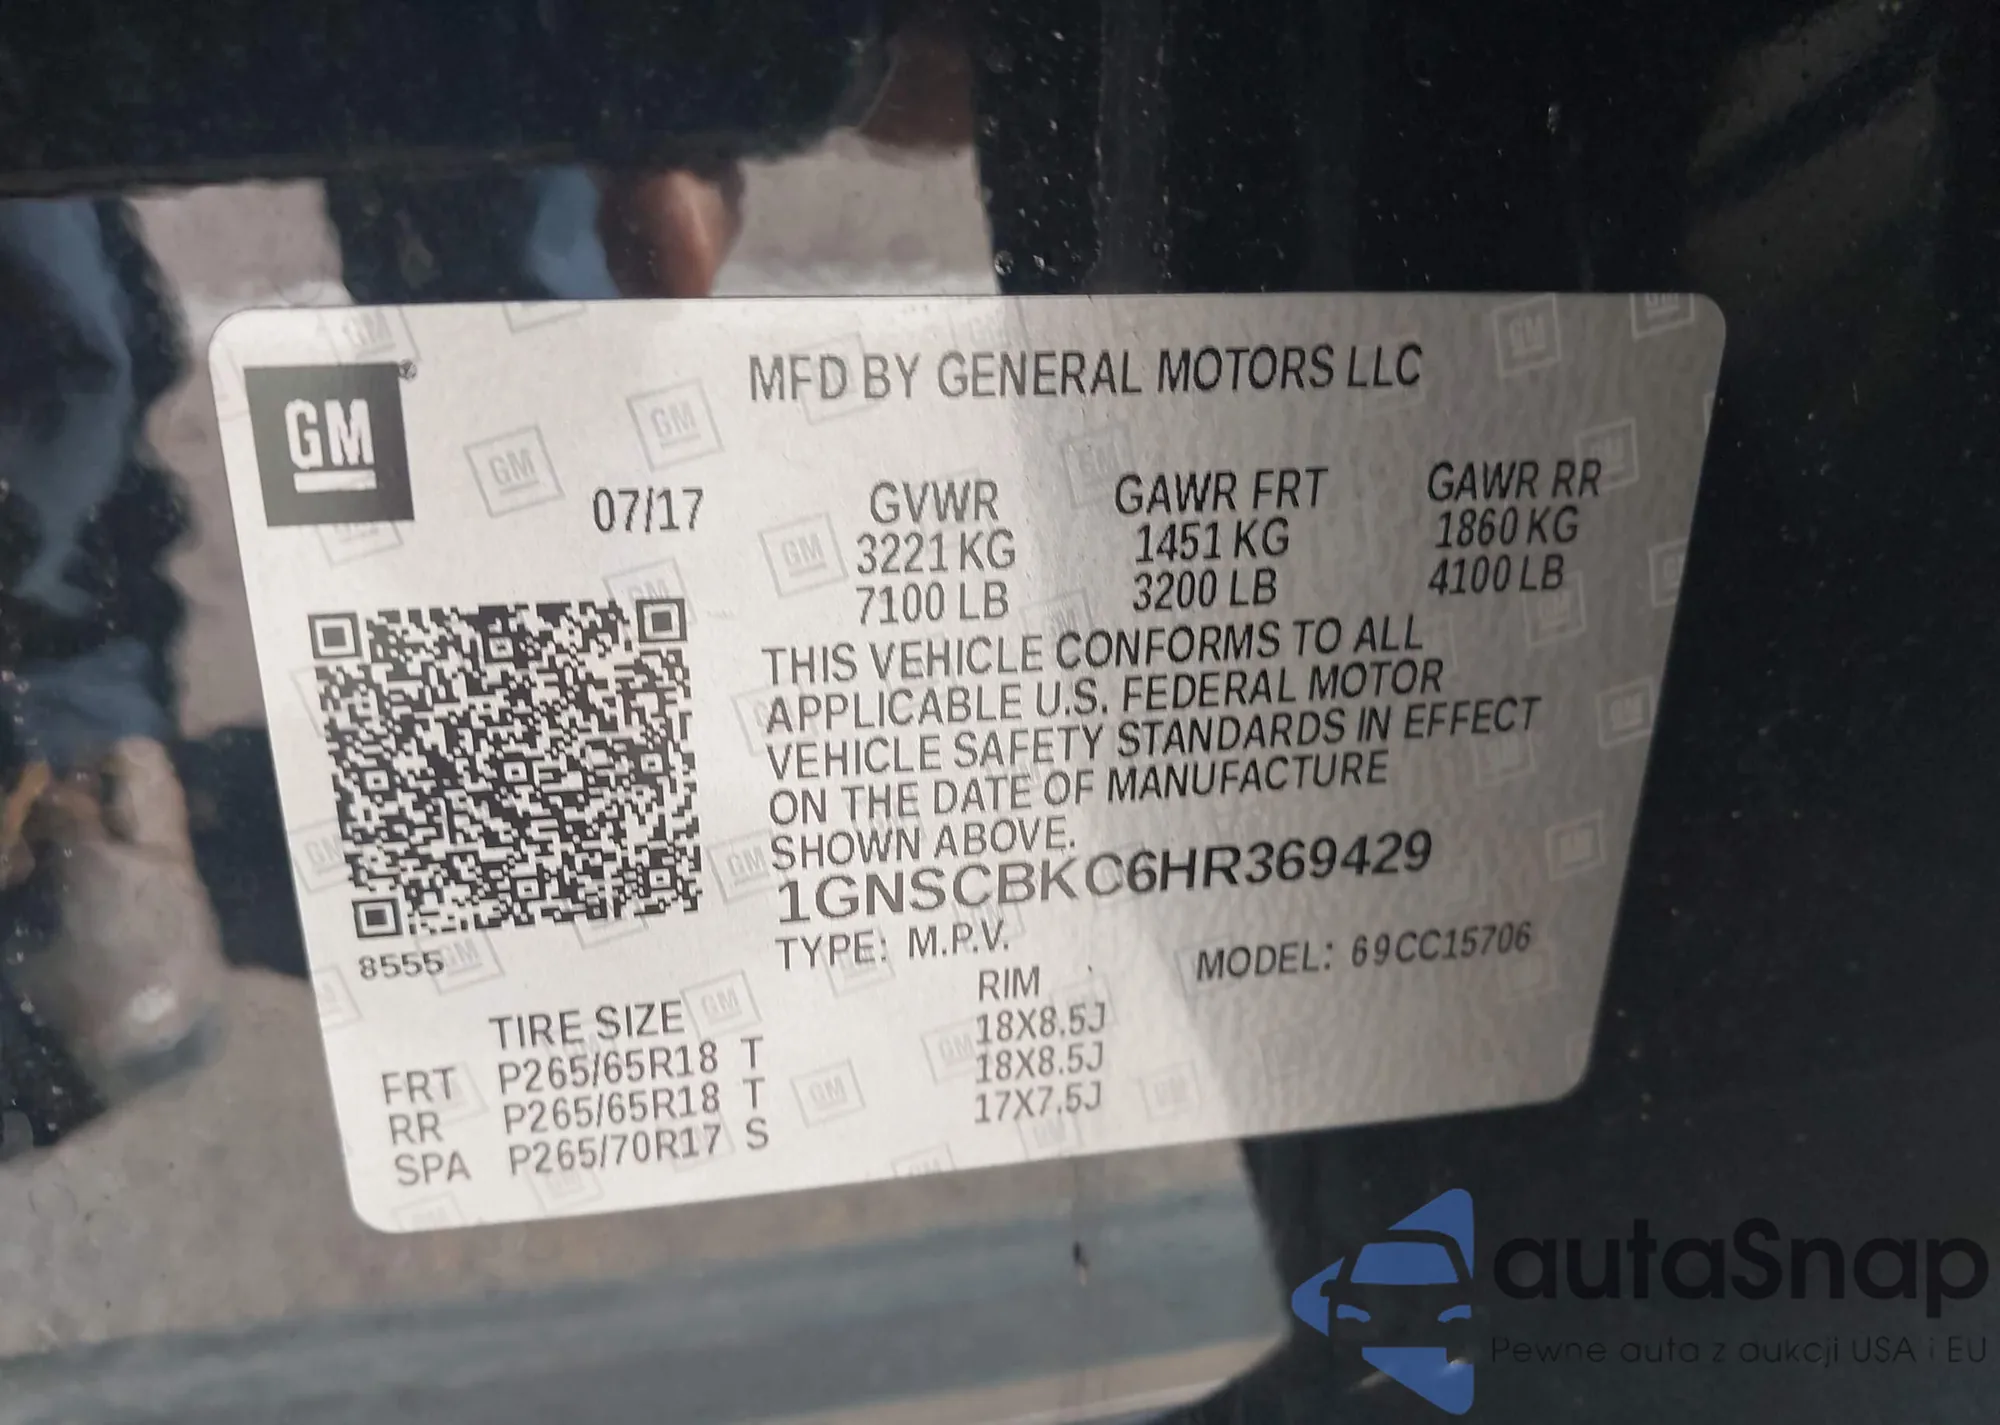 GM
MFD BY GENERAL MOTORS LLC
07/17
GVWR GAWR FRT GAWR RR
3221 KG 1451 KG 1860 KG
7100 LB 3200 LB 4100 LB
THIS VEHICLE CONFORMS TO ALL
APPLICABLE U.S. FEDERAL MOTOR
VEHICLE SAFETY STANDARDS IN EFFECT
ON THE DATE OF MANUFACTURE
SHOWN ABOVE.
1GNSCBKC6HR369429
TYPE: M.P.V. MODEL: 69CC15706
8555
TIRE SIZE RIM
FRT P265/65R18 T 18X8.5J
RR P265/65R18 T 18X8.5J
SPA P265/70R17 S 17X7.5J
autaSnap
Pewne auta z aukcji USA i EU